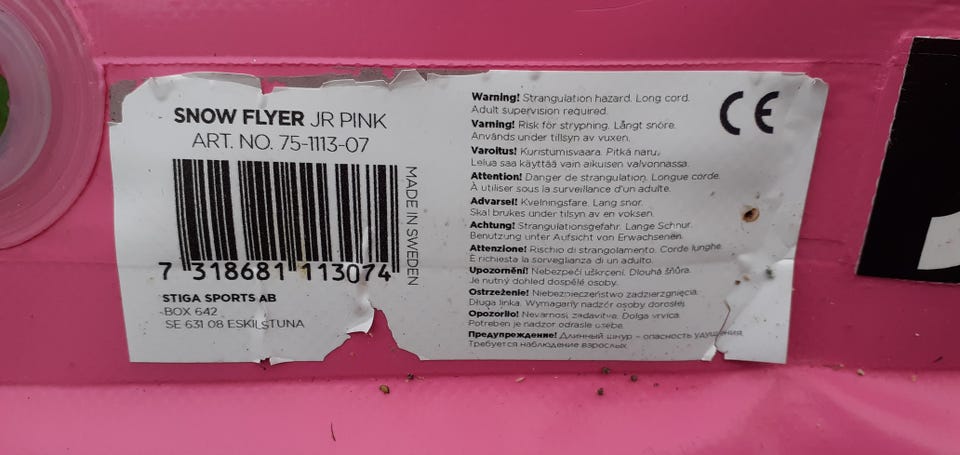 SNOW FLYER JR PINK
ART. NO. 75-1113-07
MADE IN SWEDEN
7 318681 113074
STIGA SPORTS AB
BOX 642
SE 631 08 ESKILSTUNA
Warning! Strangulation hazard. Long cord.
Adult supervision required.
Varning! Risk för stryphing. Långt snöre.
Används under tillsyn av vuxen.
Varoitus! Kuristumisvaara. Pitkä naru.
Lelua saa käyttää vain aikuisen valvonnassa.
Attention! Danger de strangulation. Longue corde.
À utiliser sous la surveillance d'un adulte.
Advarsel! Kvelningsfare. Lang snor.
Skal brukes under tilsyn av en voksen.
Achtung! Strangulationsgefahr. Lange Schnur.
Benutzung unter Aufsicht von Erwachsenen.
Attenzione! Rischio di strangolamento. Corde lunghe.
È richiesta la sorveglianza di un adulto.
Upozornění! Nebezpečí uškrcení. Dlouhá šňůra.
Je nutný dohled dospělé osoby.
Ostrzeżenie! Niebezpieczeństwo zadzierzgnięcia.
Długa linka. Wymagany nadzór osoby dorosłej.
Opozorilo! Nevarnost zadavitve. Dolga vrvica.
Potreben je nadzor odrasle osebe.
Предупреждение! Длинный шнур – опасность удушения.
Требуется наблюдение взрослых.
CE